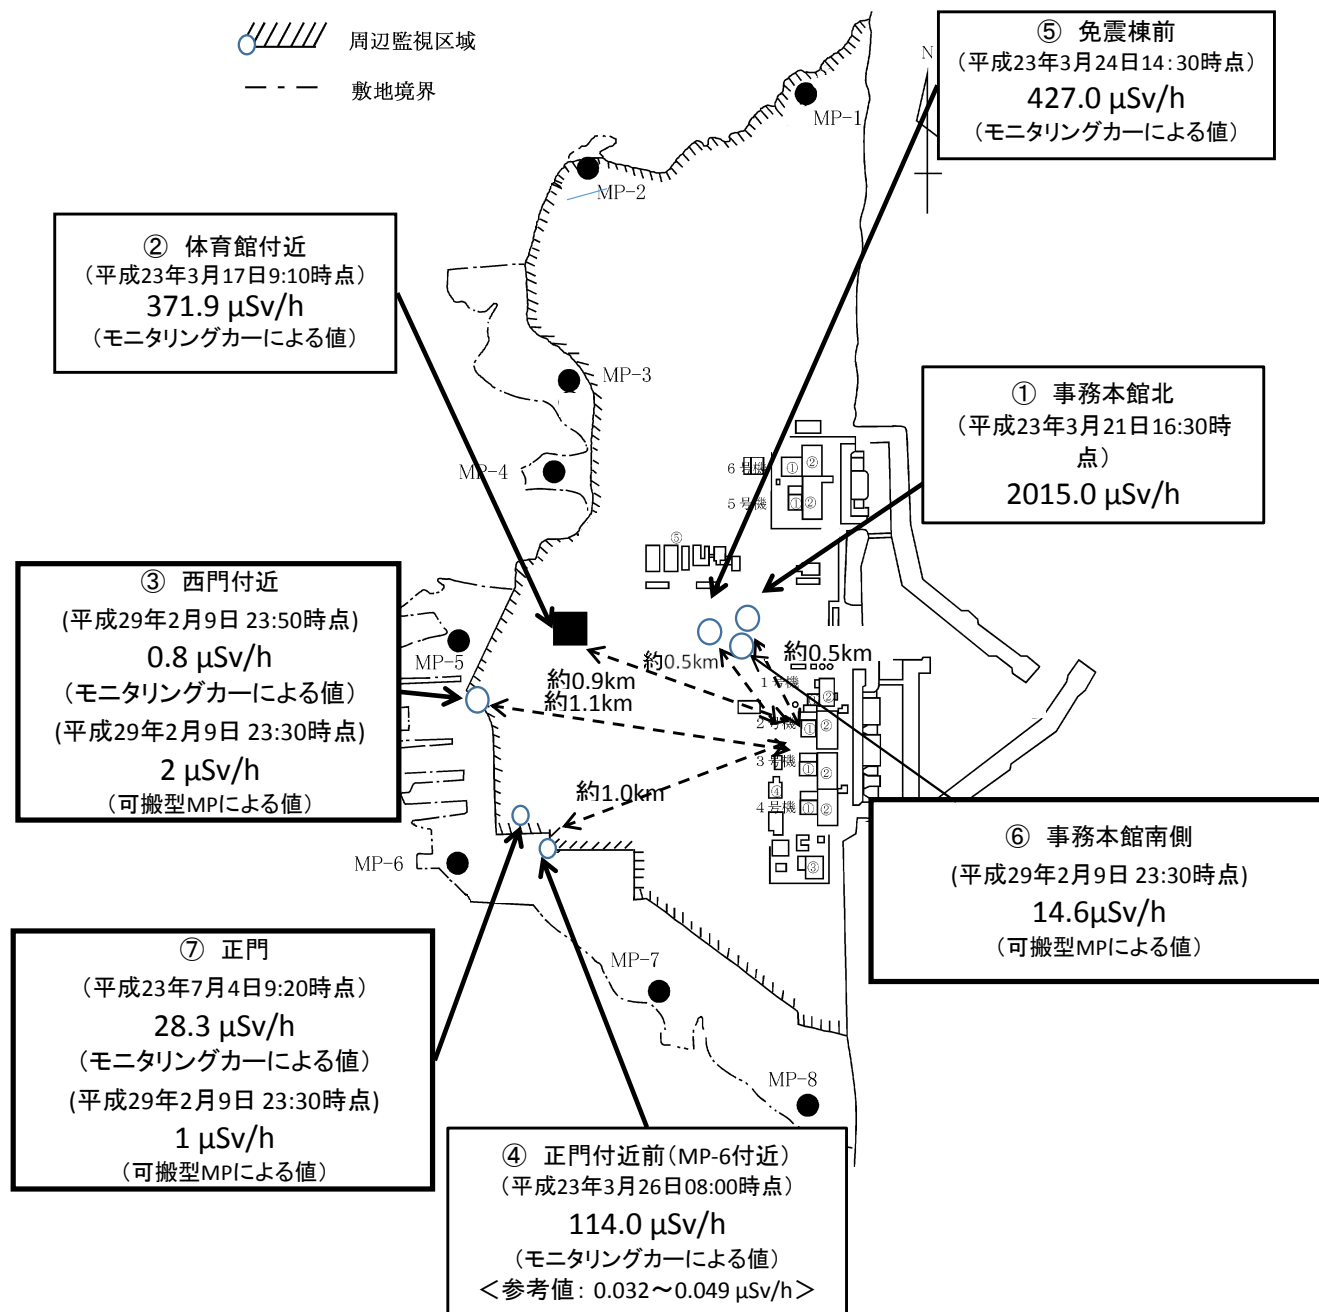 周辺監視区域
敷地境界
⑤ 免震棟前
（平成23年3月24日14:30時点）
427.0 μSv/h
（モニタリングカーによる値）
N
MP-1
MP-2
② 体育館付近
（平成23年3月17日9:10時点）
371.9 μSv/h
（モニタリングカーによる値）
MP-3
① 事務本館北
（平成23年3月21日16:30時
点）
2015.0 μSv/h
MP-4
6号機
①
②
5号機
①
②
⑤
③ 西門付近
(平成29年2月9日 23:50時点)
0.8 μSv/h
（モニタリングカーによる値）
(平成29年2月9日 23:30時点)
2 μSv/h
（可搬型MPによる値）
MP-5
約0.5km
約0.5km
約0.9km
約1.1km
1号機
②
2号機
①
②
3号機
①
②
④
4号機
①
②
③
約1.0km
MP-6
⑥ 事務本館南側
(平成29年2月9日 23:30時点)
14.6μSv/h
（可搬型MPによる値）
⑦ 正門
（平成23年7月4日9:20時点）
28.3 μSv/h
（モニタリングカーによる値）
(平成29年2月9日 23:30時点)
1 μSv/h
（可搬型MPによる値）
MP-7
MP-8
④ 正門付近前（MP-6付近）
（平成23年3月26日08:00時点）
114.0 μSv/h
（モニタリングカーによる値）
＜参考値：0.032～0.049 μSv/h＞